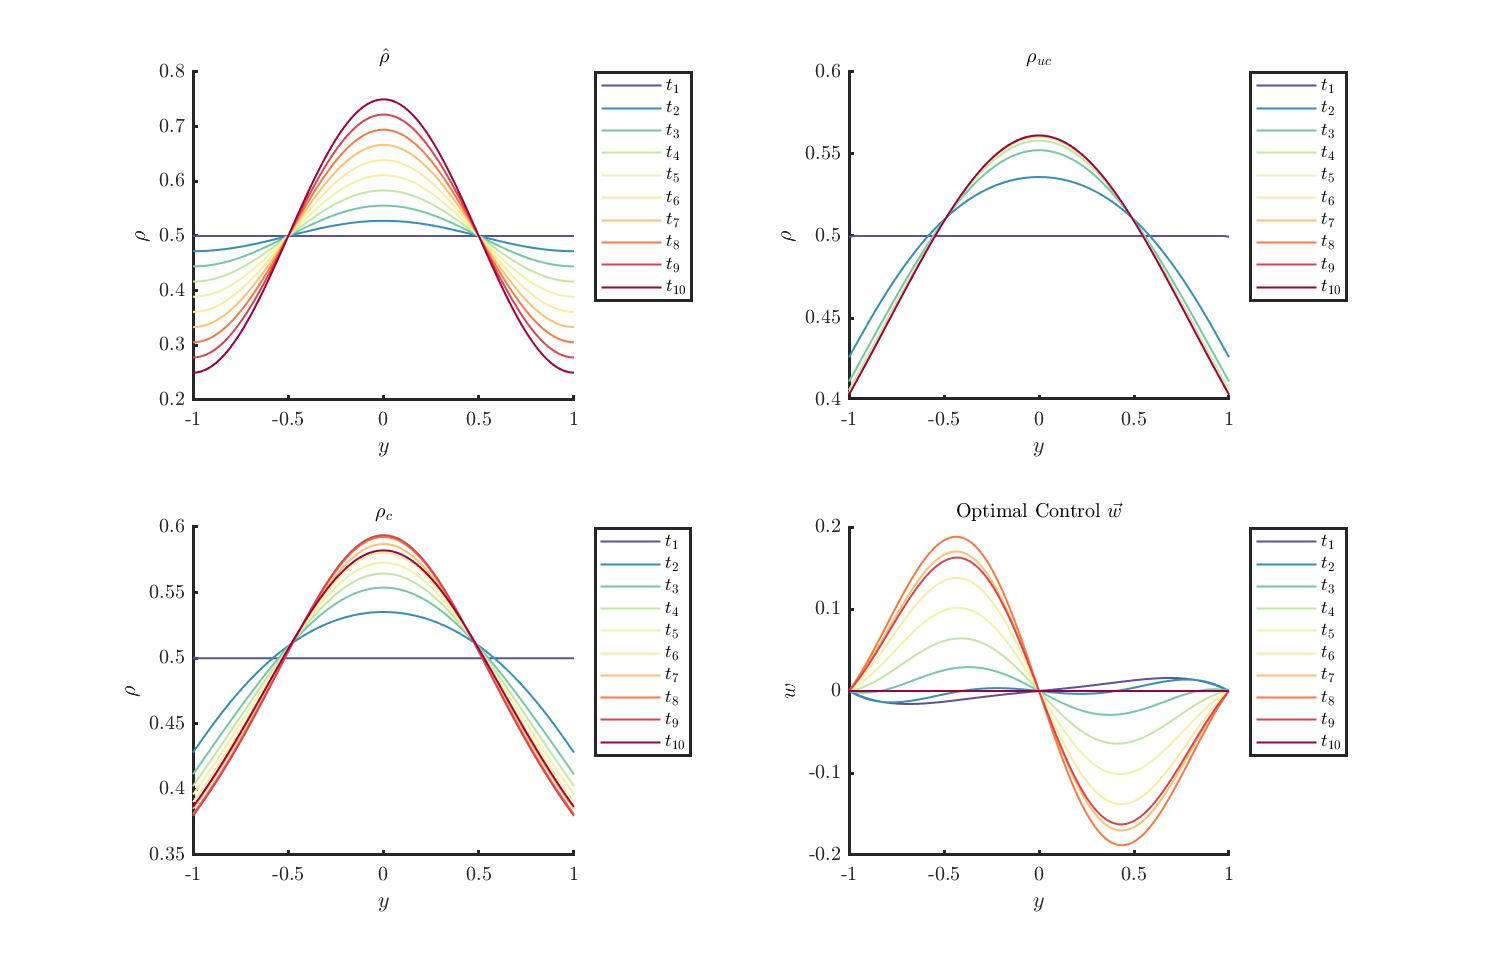 ρ̂
0.8
0.7
0.6
0.5
0.4
0.3
0.2
ρ
-1 -0.5 0 0.5 1
y
t₁
t₂
t₃
t₄
t₅
t₆
t₇
t₈
t₉
t₁₀
ρ_uc
0.6
0.55
0.5
0.45
0.4
ρ
-1 -0.5 0 0.5 1
y
t₁
t₂
t₃
t₄
t₅
t₆
t₇
t₈
t₉
t₁₀
ρ_c
0.6
0.55
0.5
0.45
0.4
0.35
ρ
-1 -0.5 0 0.5 1
y
t₁
t₂
t₃
t₄
t₅
t₆
t₇
t₈
t₉
t₁₀
Optimal Control w⃗
0.2
0.1
0
-0.1
-0.2
w
-1 -0.5 0 0.5 1
y
t₁
t₂
t₃
t₄
t₅
t₆
t₇
t₈
t₉
t₁₀